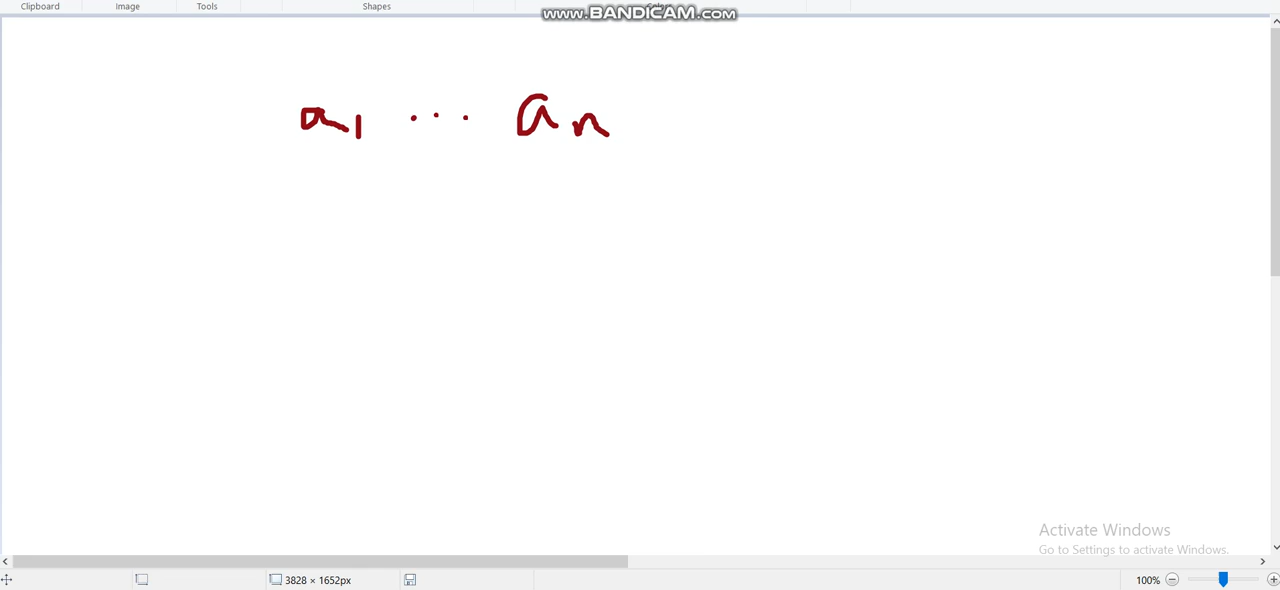 Clipboard Image Tools Shapes Colors
www.BANDICAM.com
a₁ ... aₙ
Activate Windows
Go to Settings to activate Windows.
3828 × 1652px 100%